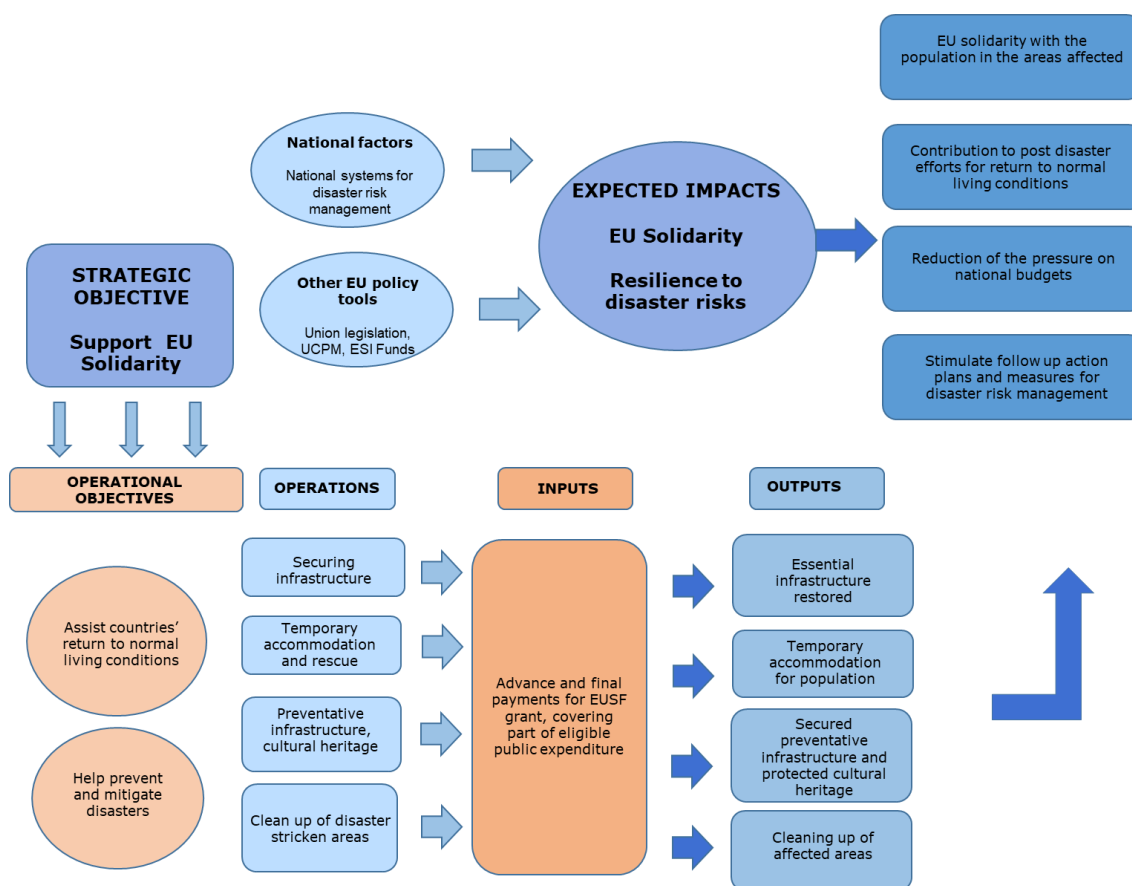 EU solidarity with the
population in the areas affected
National factors
National systems for
disaster risk
management
Contribution to post disaster
efforts for return to normal
living conditions
EXPECTED IMPACTS
EU Solidarity
Resilience to
disaster risks
STRATEGIC
OBJECTIVE
Support EU
Solidarity
Other EU policy
tools
Union legislation,
UCPM, ESI Funds
Reduction of the pressure on
national budgets
Stimulate follow up action
plans and measures for
disaster risk management
OPERATIONAL
OBJECTIVES
OPERATIONS
INPUTS
OUTPUTS
Assist countries’
return to normal
living conditions
Help prevent
and mitigate
disasters
Securing
infrastructure
Temporary
accommodation
and rescue
Preventative
infrastructure,
cultural heritage
Clean up of disaster
stricken areas
Advance and final
payments for EUSF
grant, covering
part of eligible
public expenditure
Essential
infrastructure
restored
Temporary
accommodation
for population
Secured
preventative
infrastructure and
protected cultural
heritage
Cleaning up of
affected areas